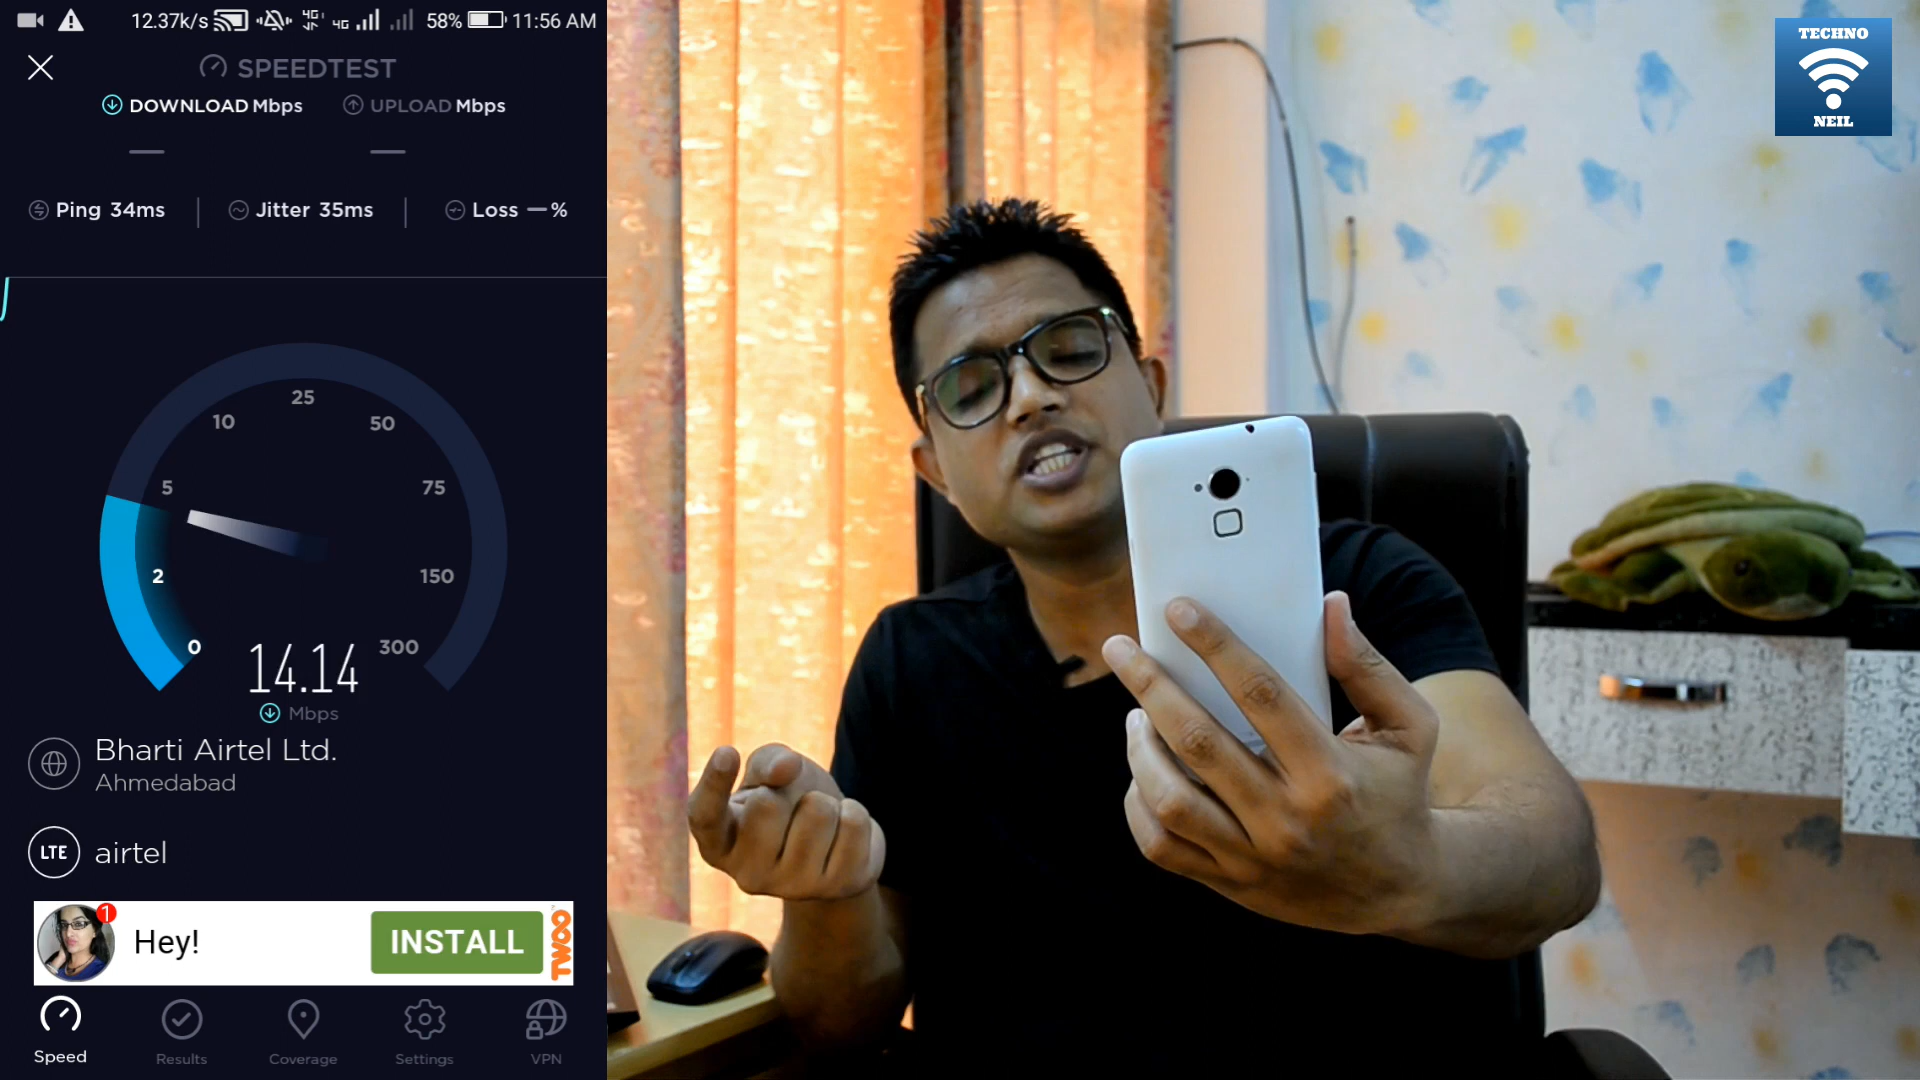 12.37k/s 4G 4G 58% 11:56 AM
SPEEDTEST
DOWNLOAD Mbps UPLOAD Mbps
— —
Ping 34ms | Jitter 35ms | Loss — %
25
10 50
5 75
2 150
0 300
14.14
Mbps
Bharti Airtel Ltd.
Ahmedabad
LTE airtel
1
Hey! INSTALL TWOO
Speed Results Coverage Settings VPN
TECHNO
NEIL